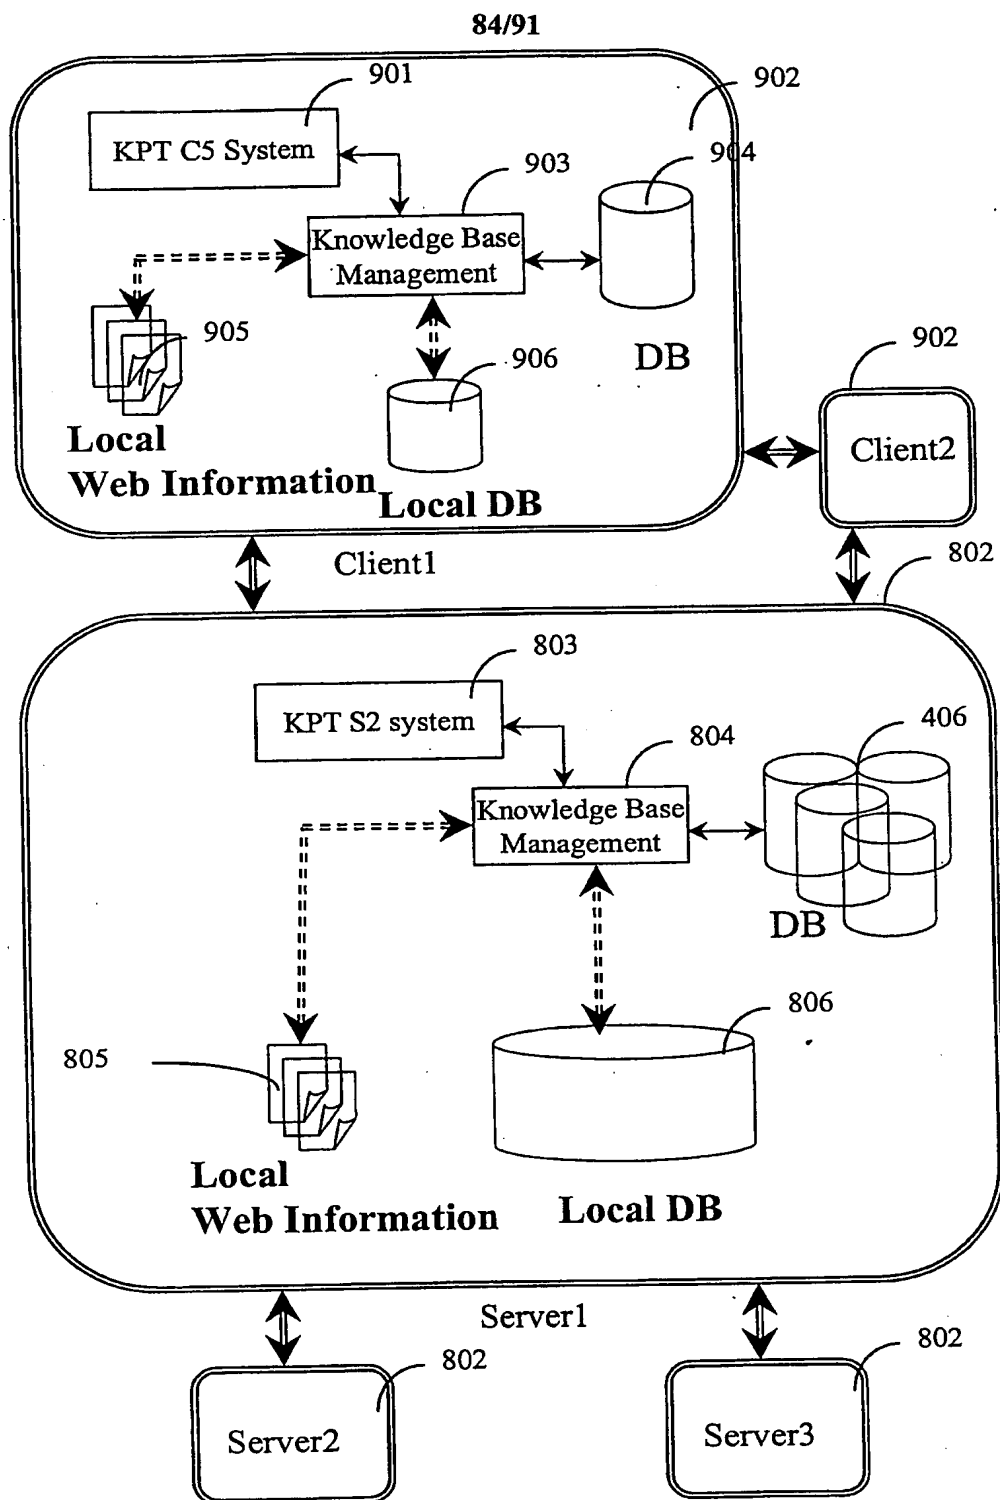 84/91
901
902
KPT C5 System
903
904
Knowledge Base
Management
905
906
DB
902
Local
Web Information
Local DB
Client2
Client1
802
803
KPT S2 system
804
406
Knowledge Base
Management
DB
806
805
Local
Web Information
Local DB
Server1
802
802
Server2
Server3